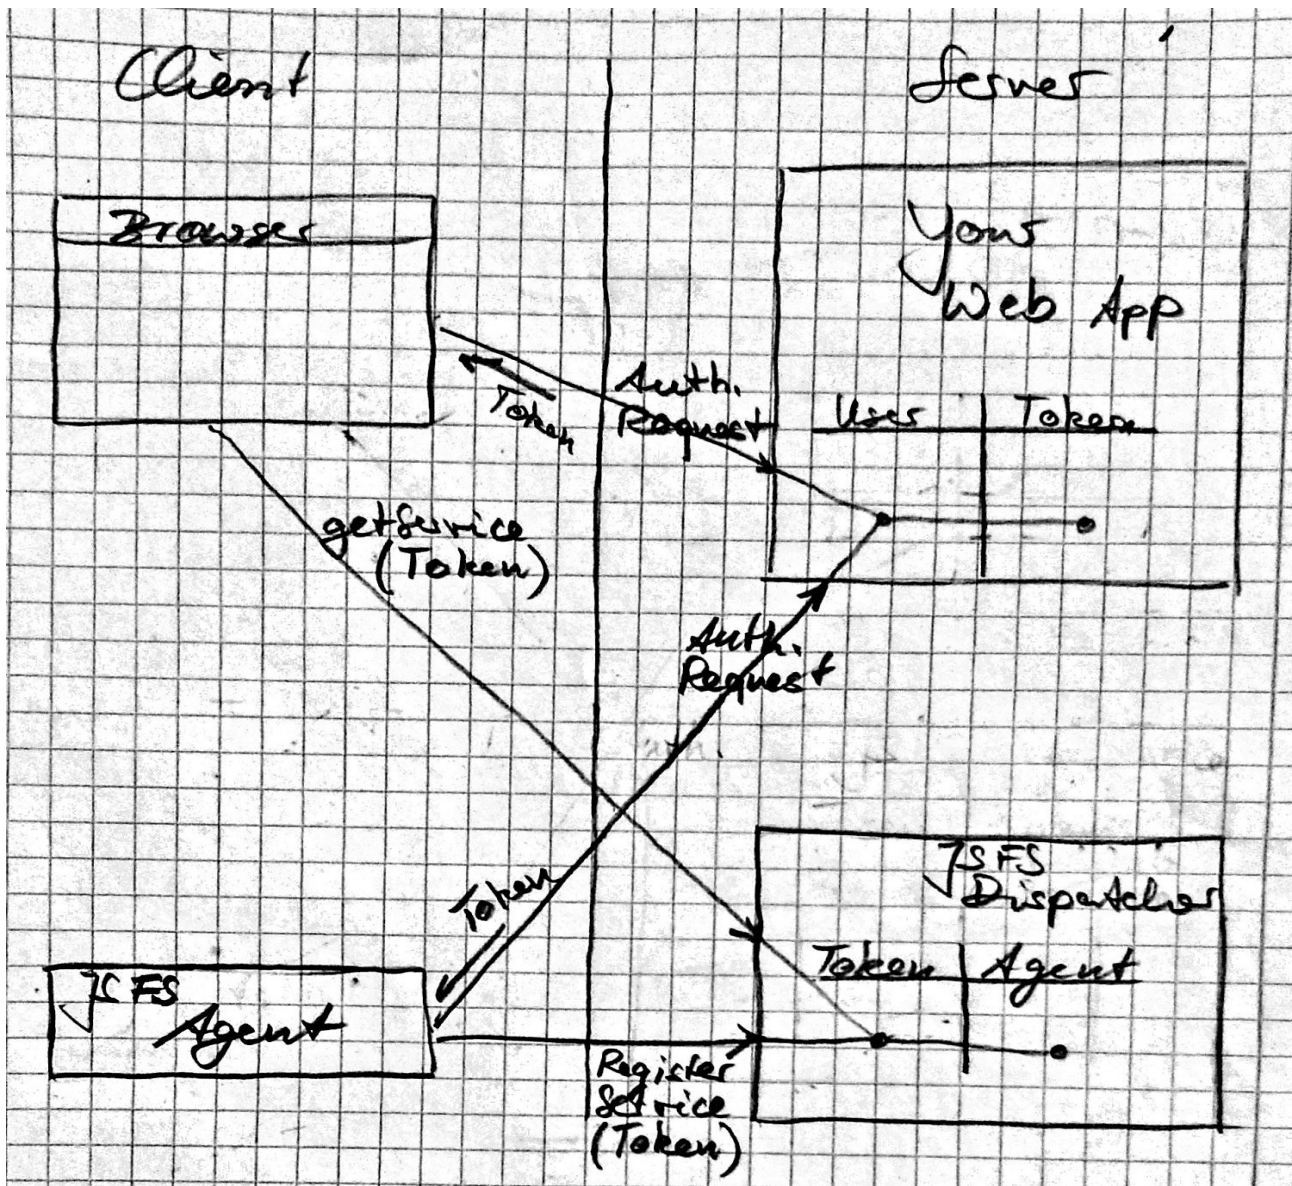 Client
Server
Browser
Your
Web App
Auth.
Request
Token
User
Token
getService
(Token)
Auth.
Request
Token
JSFS
Dispatcher
Token
Agent
JSFS
Agent
Register
Service
(Token)